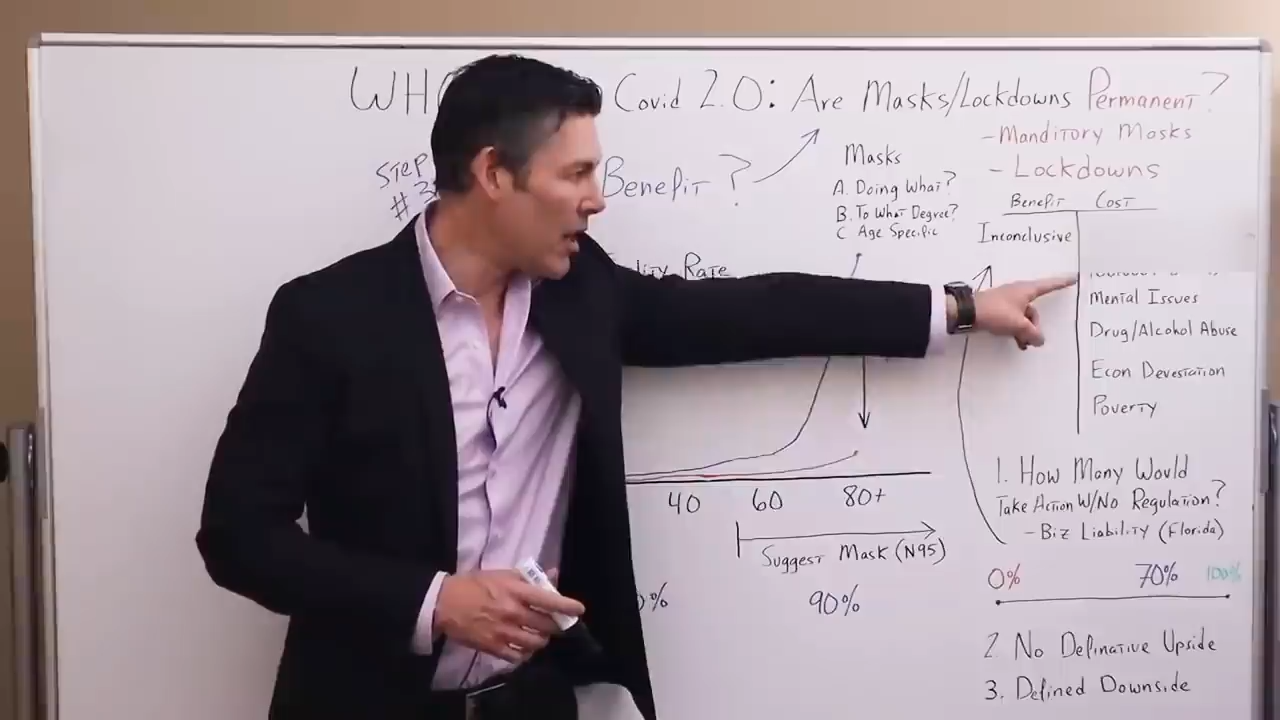 WHO Covid 2.0: Are Masks/Lockdowns Permanent?
- Manditory Masks
- Lockdowns
Step
#3
Benefit?
Masks
A. Doing What?
B. To What Degree?
C Age Specific
Benefit Cost
Inconclusive
Mental Issues
Drug/Alcohol Abuse
Econ Devestation
Poverty
Rate
40 60 80+
Suggest Mask (N95)
90%
1. How Many Would
Take Action W/No Regulation?
- Biz Liability (Florida)
0% 70% 100%
2. No Definative Upside
3. Defined Downside